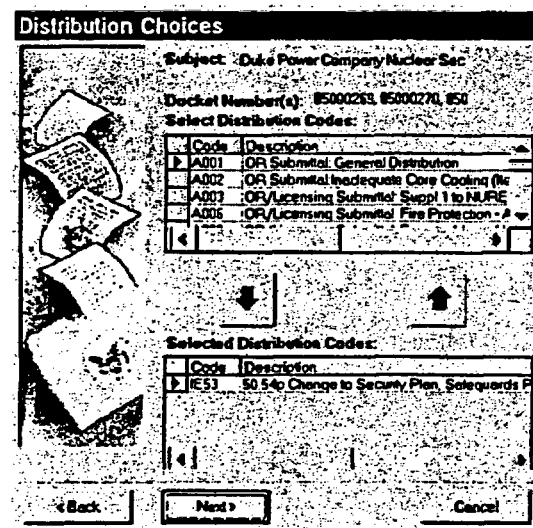 Distribution Choices
Subject: Duke Power Company Nuclear Sec
Docket Number(s): 05000269, 05000270, 050
Select Distribution Codes:
Code Description
A001 OR Submittal: General Distribution
A002 OR Submittal: Inadequate Core Cooling (Ite
A003 OR/Licensing Submittal: Suppl 1 to NURE
A006 OR/Licensing Submittal: Fire Protection - A
Selected Distribution Codes:
Code Description
IE53 50.54p Change to Security Plan, Safeguards P
< Back
Next >
Cancel